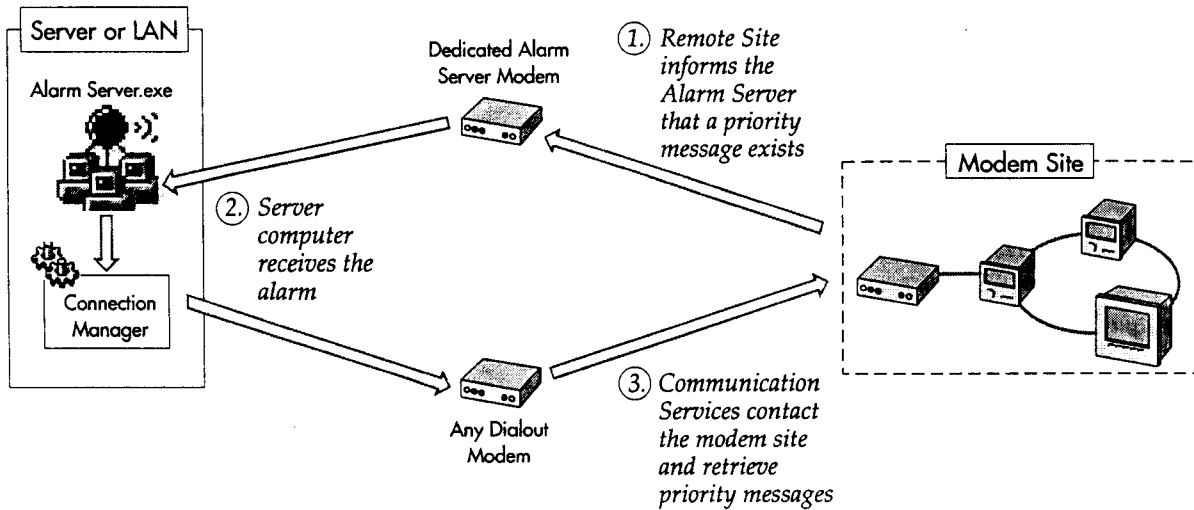 Server or LAN
Alarm Server.exe
Connection
Manager
Dedicated Alarm
Server Modem
1. Remote Site
informs the
Alarm Server
that a priority
message exists
2. Server
computer
receives the
alarm
Any Dialout
Modem
3. Communication
Services contact
the modem site
and retrieve
priority messages
Modem Site